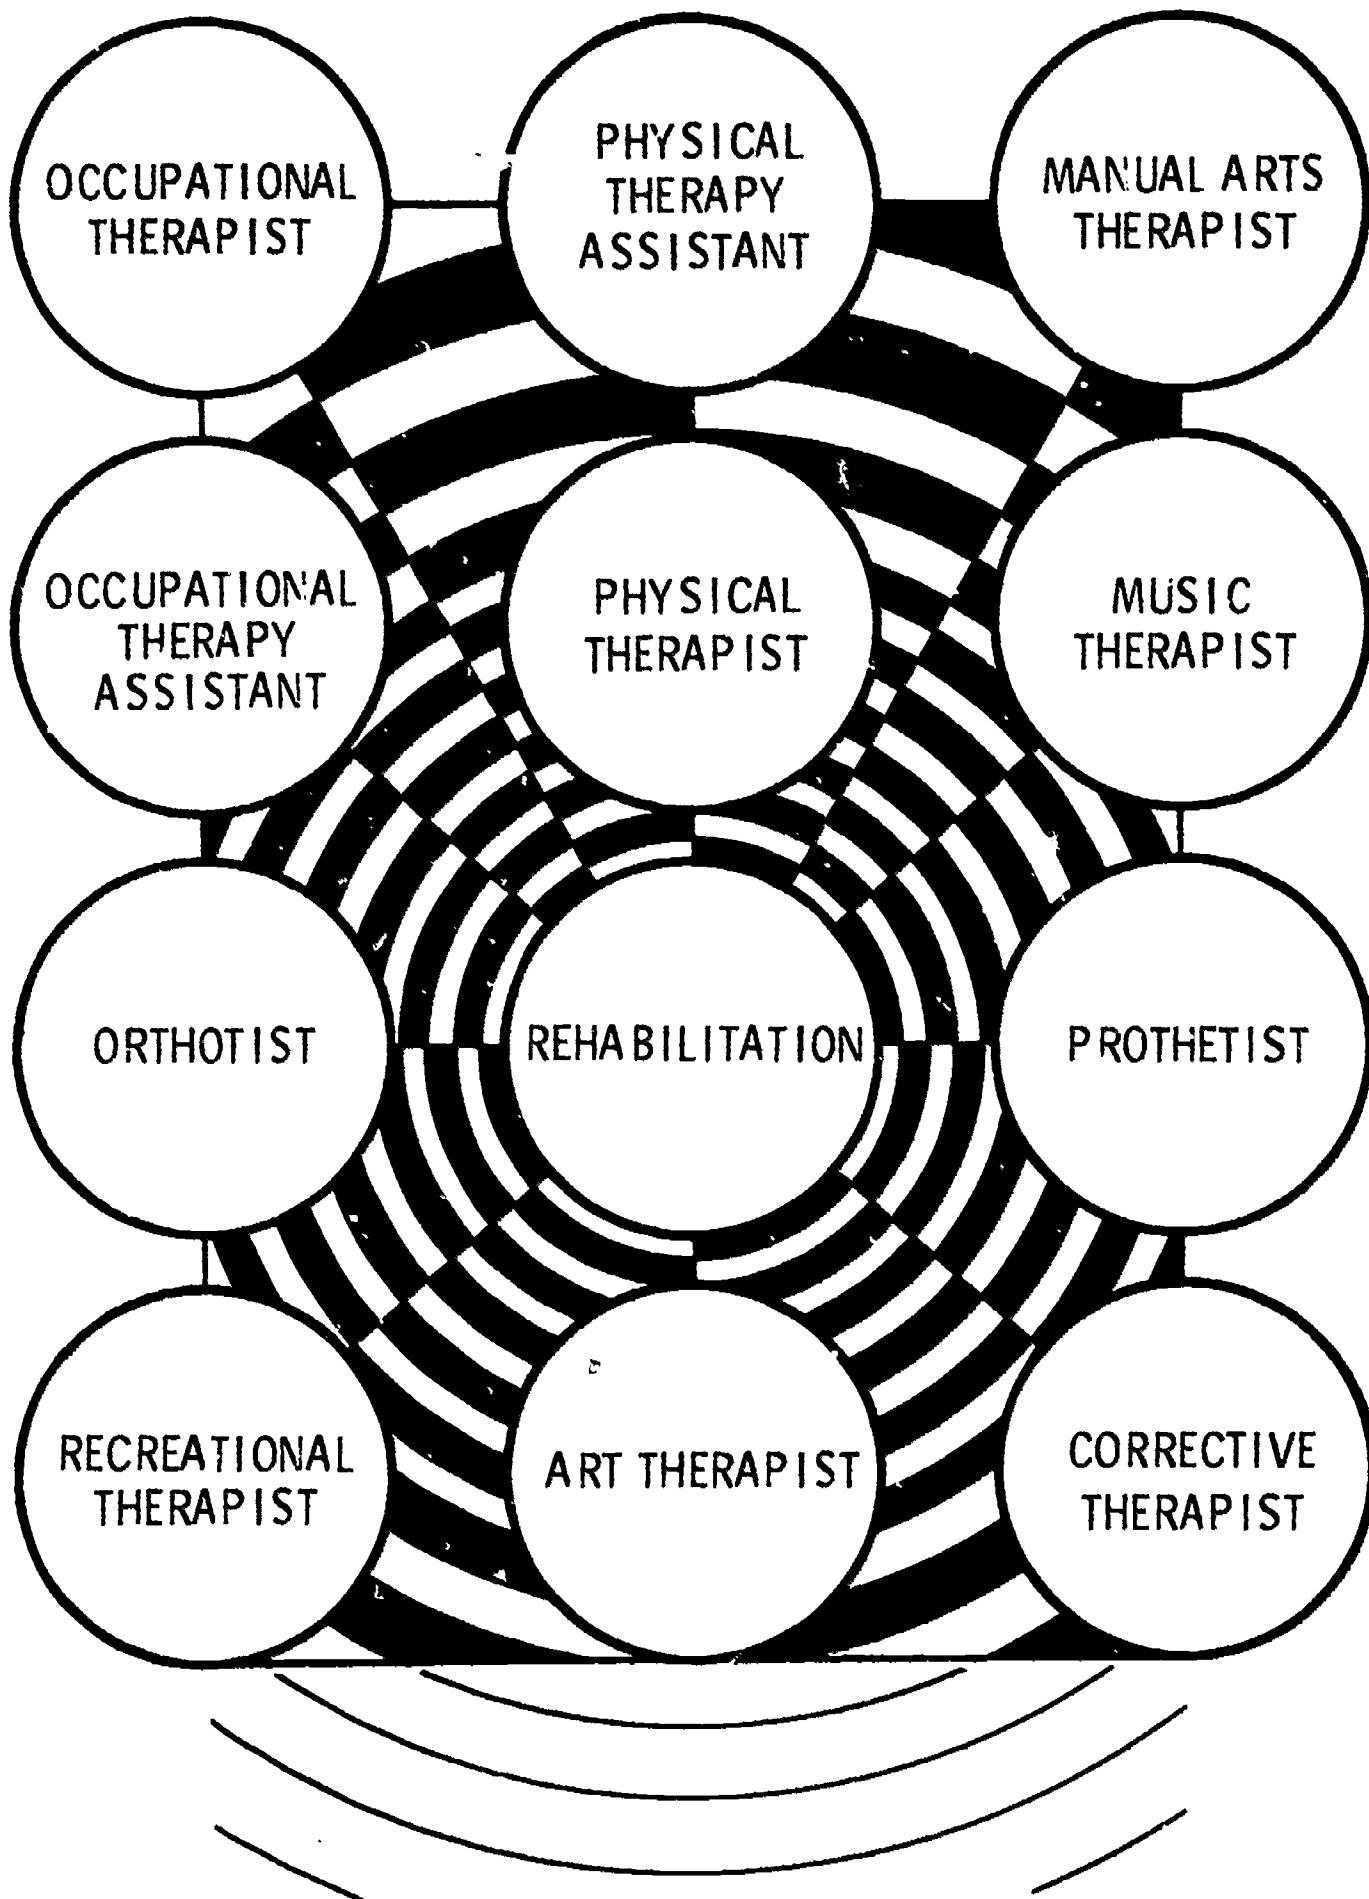 OCCUPATIONAL
THERAPIST
PHYSICAL
THERAPY
ASSISTANT
MANUAL ARTS
THERAPIST
OCCUPATIONAL
THERAPY
ASSISTANT
PHYSICAL
THERAPIST
MUSIC
THERAPIST
ORTHOTIST
REHABILITATION
PROTHETIST
RECREATIONAL
THERAPIST
ART THERAPIST
CORRECTIVE
THERAPIST